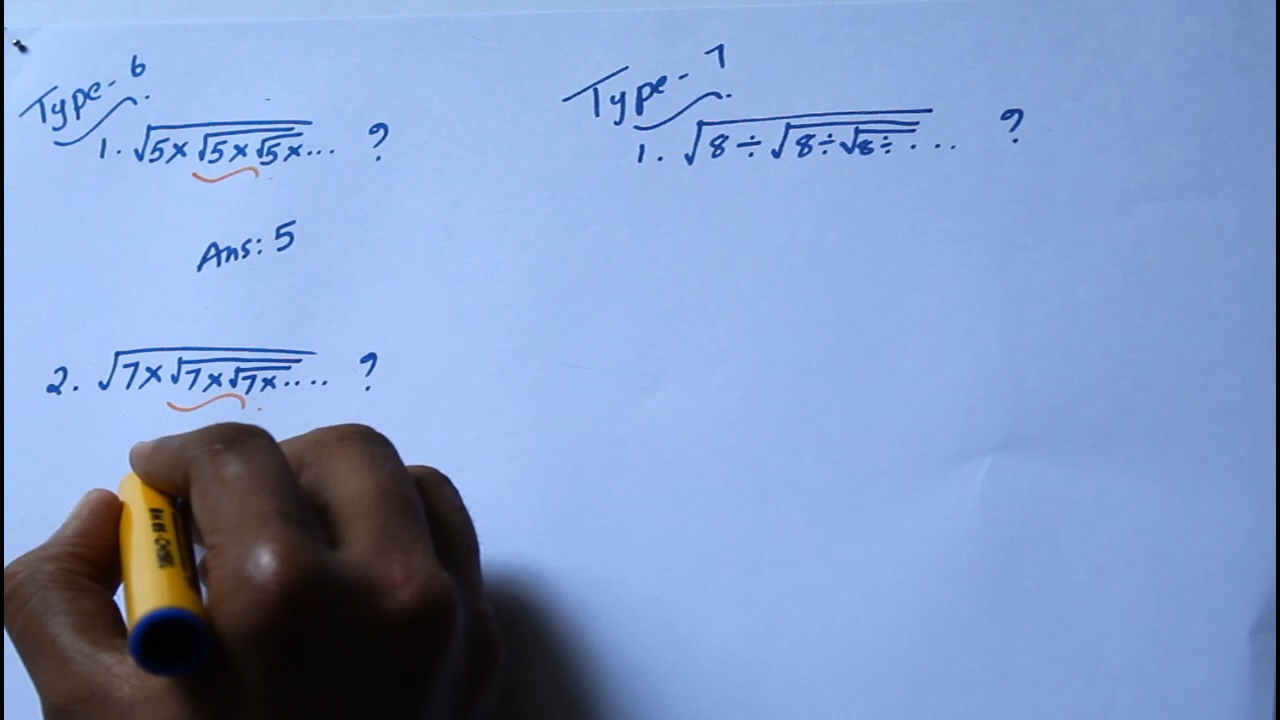 Type-6
1. √5×√5×√5×... ?
Ans: 5
2. √7×√7×√7×.... ?
Type-7
1. √8÷√8÷√8÷... ?